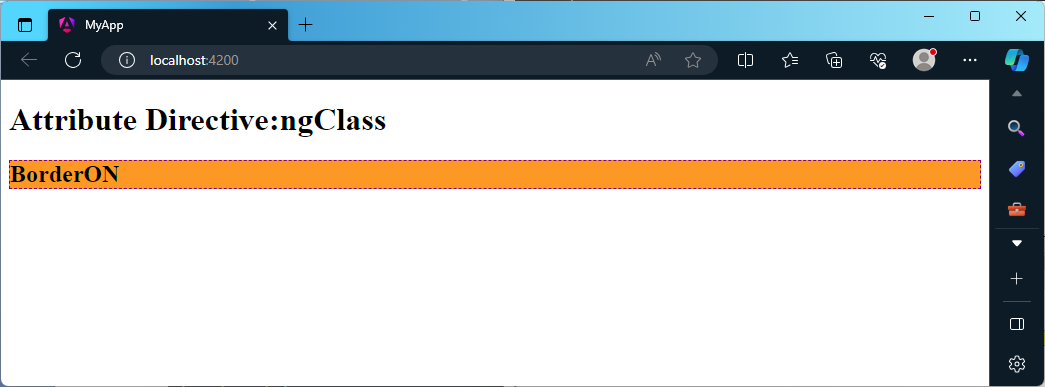 MyApp
localhost:4200
Attribute Directive:ngClass
BorderON